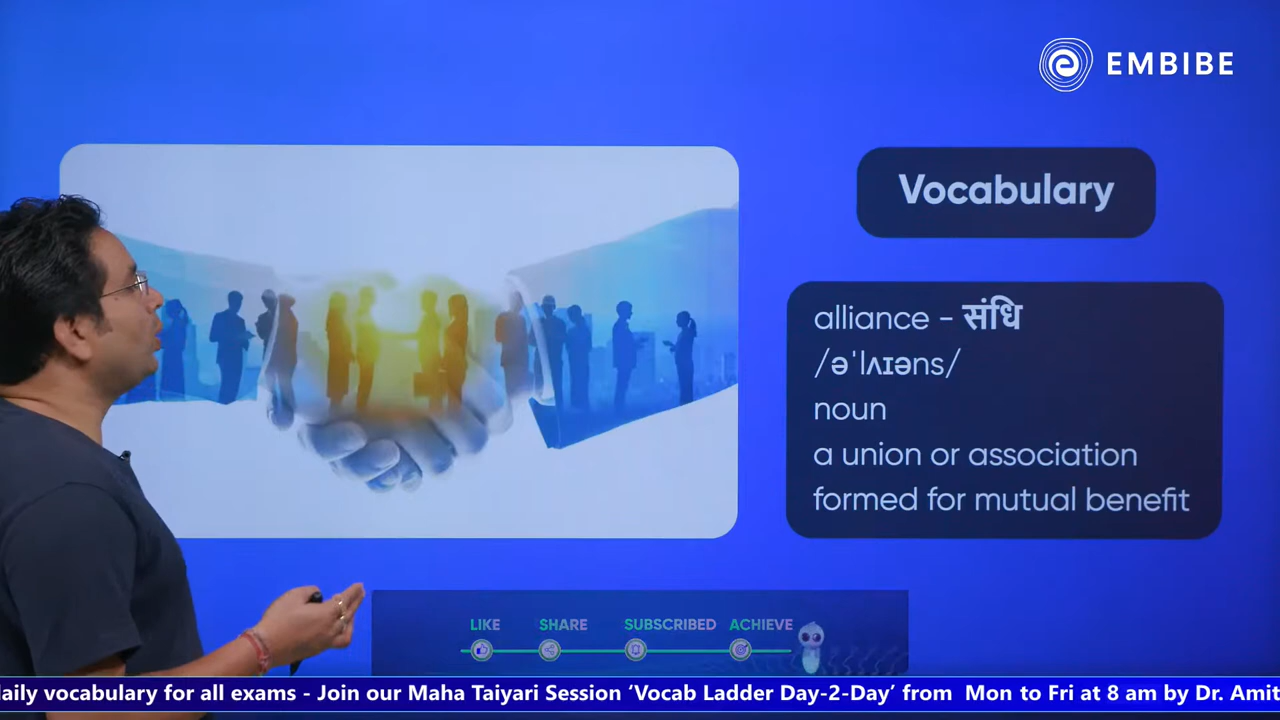 EMBIBE
Vocabulary
alliance - संधि
/əˈlʌɪəns/
noun
a union or association
formed for mutual benefit
LIKE SHARE SUBSCRIBED ACHIEVE
vocabulary for all exams - Join our Maha Taiyari Session ‘Vocab Ladder Day-2-Day’ from Mon to Fri at 8 am by Dr. Amit